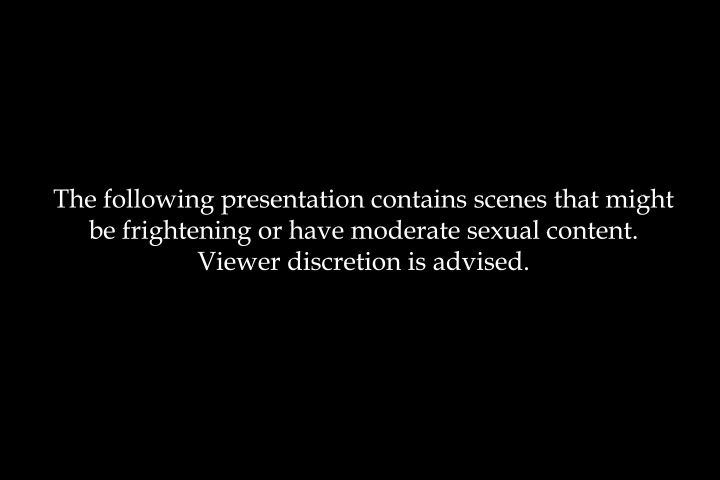 The following presentation contains scenes that might
be frightening or have moderate sexual content.
Viewer discretion is advised.